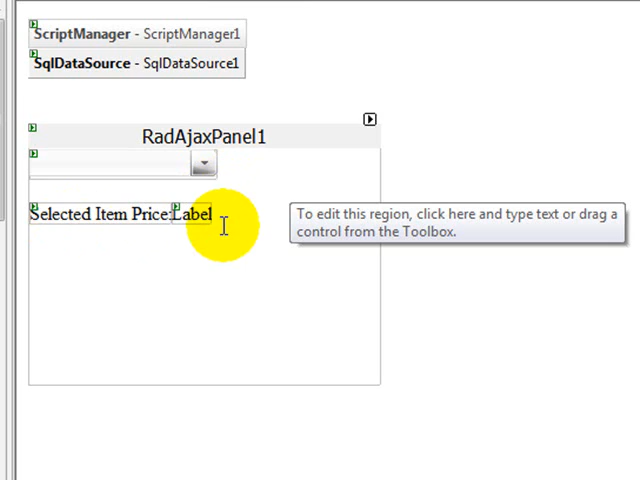 ScriptManager - ScriptManager1
SqlDataSource - SqlDataSource1
RadAjaxPanel1
Selected Item Price:Label
To edit this region, click here and type text or drag a
control from the Toolbox.